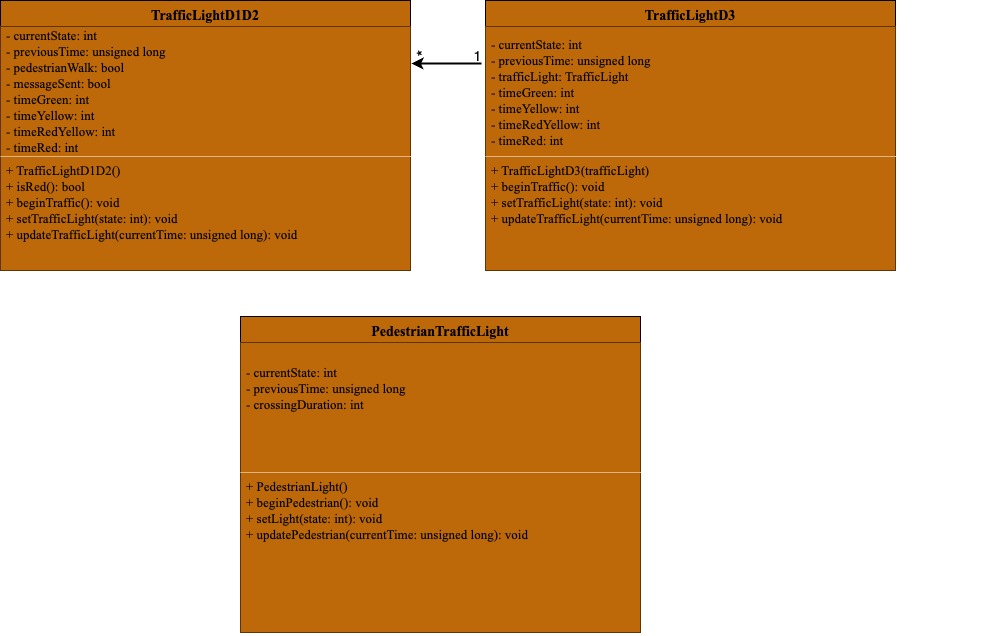 TrafficLightD1D2
- currentState: int
- previousTime: unsigned long
- pedestrianWalk: bool
- messageSent: bool
- timeGreen: int
- timeYellow: int
- timeRedYellow: int
- timeRed: int
+ TrafficLightD1D2()
+ isRed(): bool
+ beginTraffic(): void
+ setTrafficLight(state: int): void
+ updateTrafficLight(currentTime: unsigned long): void
* 1
TrafficLightD3
- currentState: int
- previousTime: unsigned long
- trafficLight: TrafficLight
- timeGreen: int
- timeYellow: int
- timeRedYellow: int
- timeRed: int
+ TrafficLightD3(trafficLight)
+ beginTraffic(): void
+ setTrafficLight(state: int): void
+ updateTrafficLight(currentTime: unsigned long): void
PedestrianTrafficLight
- currentState: int
- previousTime: unsigned long
- crossingDuration: int
+ PedestrianLight()
+ beginPedestrian(): void
+ setLight(state: int): void
+ updatePedestrian(currentTime: unsigned long): void